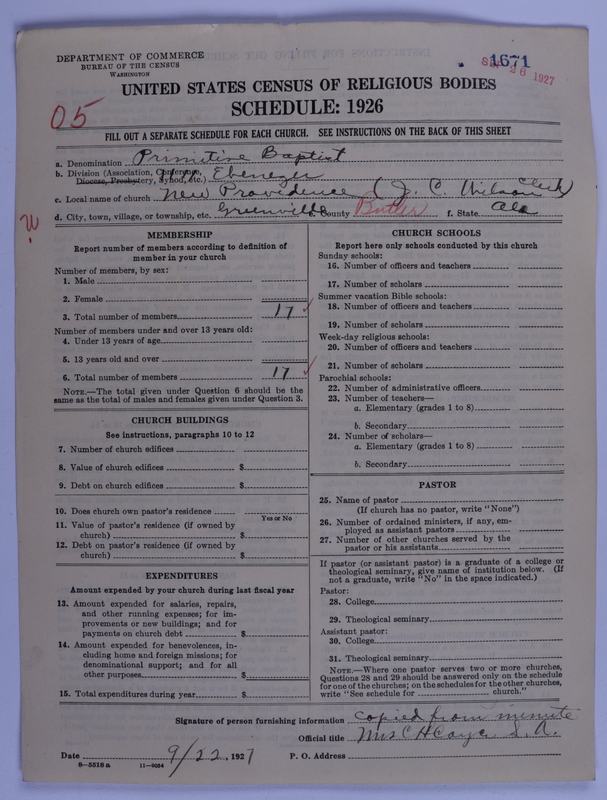 DEPARTMENT OF COMMERCE
BUREAU OF THE CENSUS
WASHINGTON
1671
SEP 26 1927
UNITED STATES CENSUS OF RELIGIOUS BODIES
SCHEDULE: 1926
05
FILL OUT A SEPARATE SCHEDULE FOR EACH CHURCH. SEE INSTRUCTIONS ON THE BACK OF THIS SHEET
a. Denomination Primitive Baptist
b. Division (Association, Conference, Diocese, Presbytery, Synod, etc.) Ebenezer
c. Local name of church New Providence (J. C. Wilson Clerk)
d. City, town, village, or township, etc. Greenville e. County Butler f. State Ala
MEMBERSHIP
Report number of members according to definition of
member in your church
Number of members, by sex:
1. Male
2. Female
3. Total number of members 17
Number of members under and over 13 years old:
4. Under 13 years of age
5. 13 years old and over
6. Total number of members 17
NOTE.—The total given under Question 6 should be the
same as the total of males and females given under Question 3.
CHURCH BUILDINGS
See instructions, paragraphs 10 to 12
7. Number of church edifices
8. Value of church edifices $
9. Debt on church edifices $
10. Does church own pastor's residence
Yes or No
11. Value of pastor's residence (if owned by
church) $
12. Debt on pastor's residence (if owned by
church) $
EXPENDITURES
Amount expended by your church during last fiscal year
13. Amount expended for salaries, repairs,
and other running expenses; for im-
provements or new buildings; and for
payments on church debt $
14. Amount expended for benevolences, in-
cluding home and foreign missions; for
denominational support; and for all
other purposes $
15. Total expenditures during year $
CHURCH SCHOOLS
Report here only schools conducted by this church
Sunday schools:
16. Number of officers and teachers
17. Number of scholars
Summer vacation Bible schools:
18. Number of officers and teachers
19. Number of scholars
Week-day religious schools:
20. Number of officers and teachers
21. Number of scholars
Parochial schools:
22. Number of administrative officers
23. Number of teachers—
a. Elementary (grades 1 to 8)
b. Secondary
24. Number of scholars—
a. Elementary (grades 1 to 8)
b. Secondary
PASTOR
25. Name of pastor
(If church has no pastor, write "None")
26. Number of ordained ministers, if any, em-
ployed as assistant pastors
27. Number of other churches served by the
pastor or his assistants
If pastor (or assistant pastor) is a graduate of a college or
theological seminary, give name of institution below. (If
not a graduate, write "No" in the space indicated.)
Pastor:
28. College
29. Theological seminary
Assistant pastor:
30. College
31. Theological seminary
NOTE.—Where one pastor serves two or more churches,
Questions 28 and 29 should be answered only on the schedule
for one of the churches; on the schedules for the other churches,
write "See schedule for church."
Signature of person furnishing information copied from minute
Official title Mrs C H S. A.
Date 9/22, 1927 P. O. Address
8—5518a 11—9034